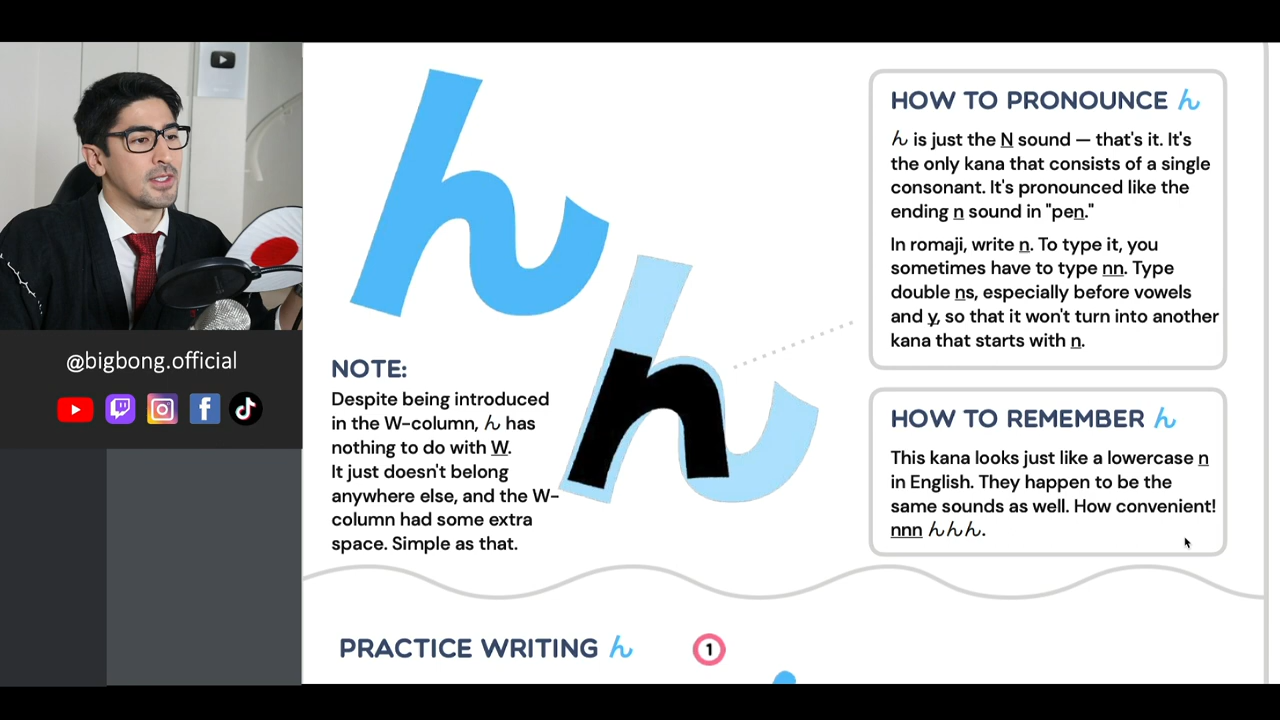 @bigbong.official
NOTE:
Despite being introduced
in the W-column, ん has
nothing to do with W.
It just doesn't belong
anywhere else, and the W-
column had some extra
space. Simple as that.
ん
ん
n
HOW TO PRONOUNCE ん
ん is just the N sound — that's it. It's
the only kana that consists of a single
consonant. It's pronounced like the
ending n sound in "pen."
In romaji, write n. To type it, you
sometimes have to type nn. Type
double ns, especially before vowels
and y, so that it won't turn into another
kana that starts with n.
HOW TO REMEMBER ん
This kana looks just like a lowercase n
in English. They happen to be the
same sounds as well. How convenient!
nnn んんん.
PRACTICE WRITING ん
1